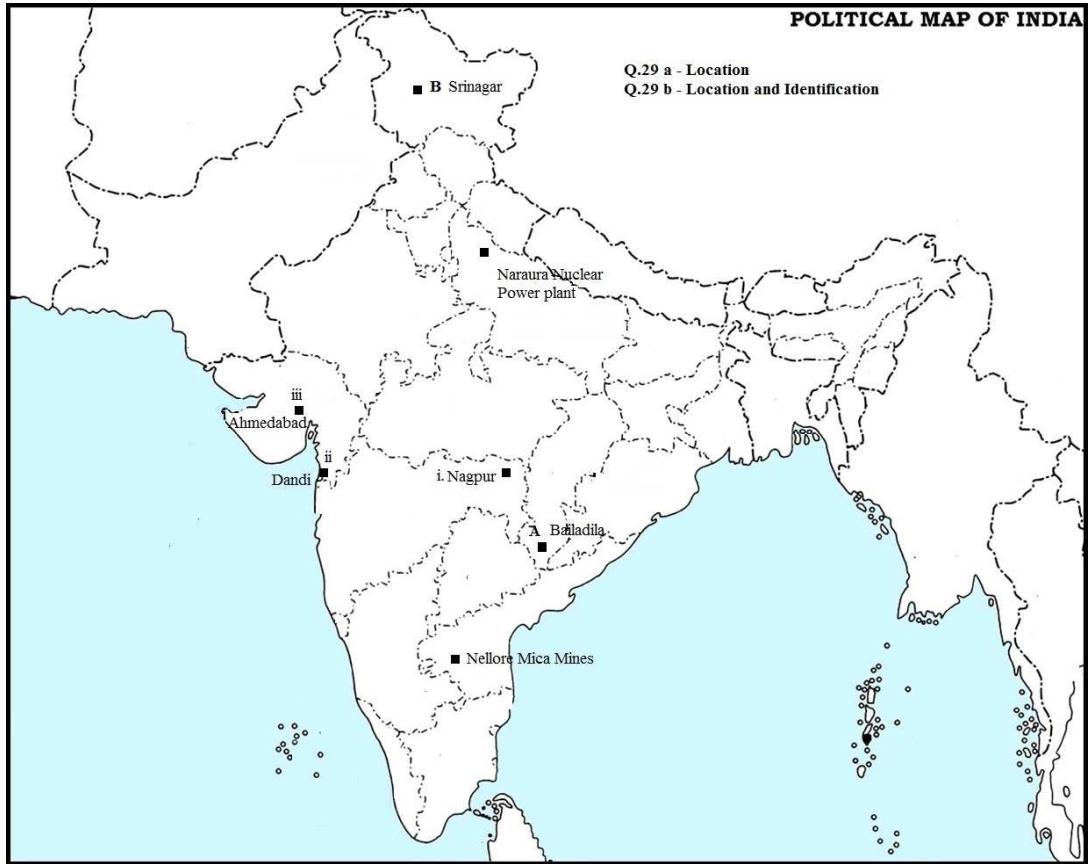 POLITICAL MAP OF INDIA
Q.29 a - Location
Q.29 b - Location and Identification
B Srinagar
Naraura Nuclear
Power plant
iii
Ahmedabad
ii
Dandi
i. Nagpur
A Bailadila
Nellore Mica Mines